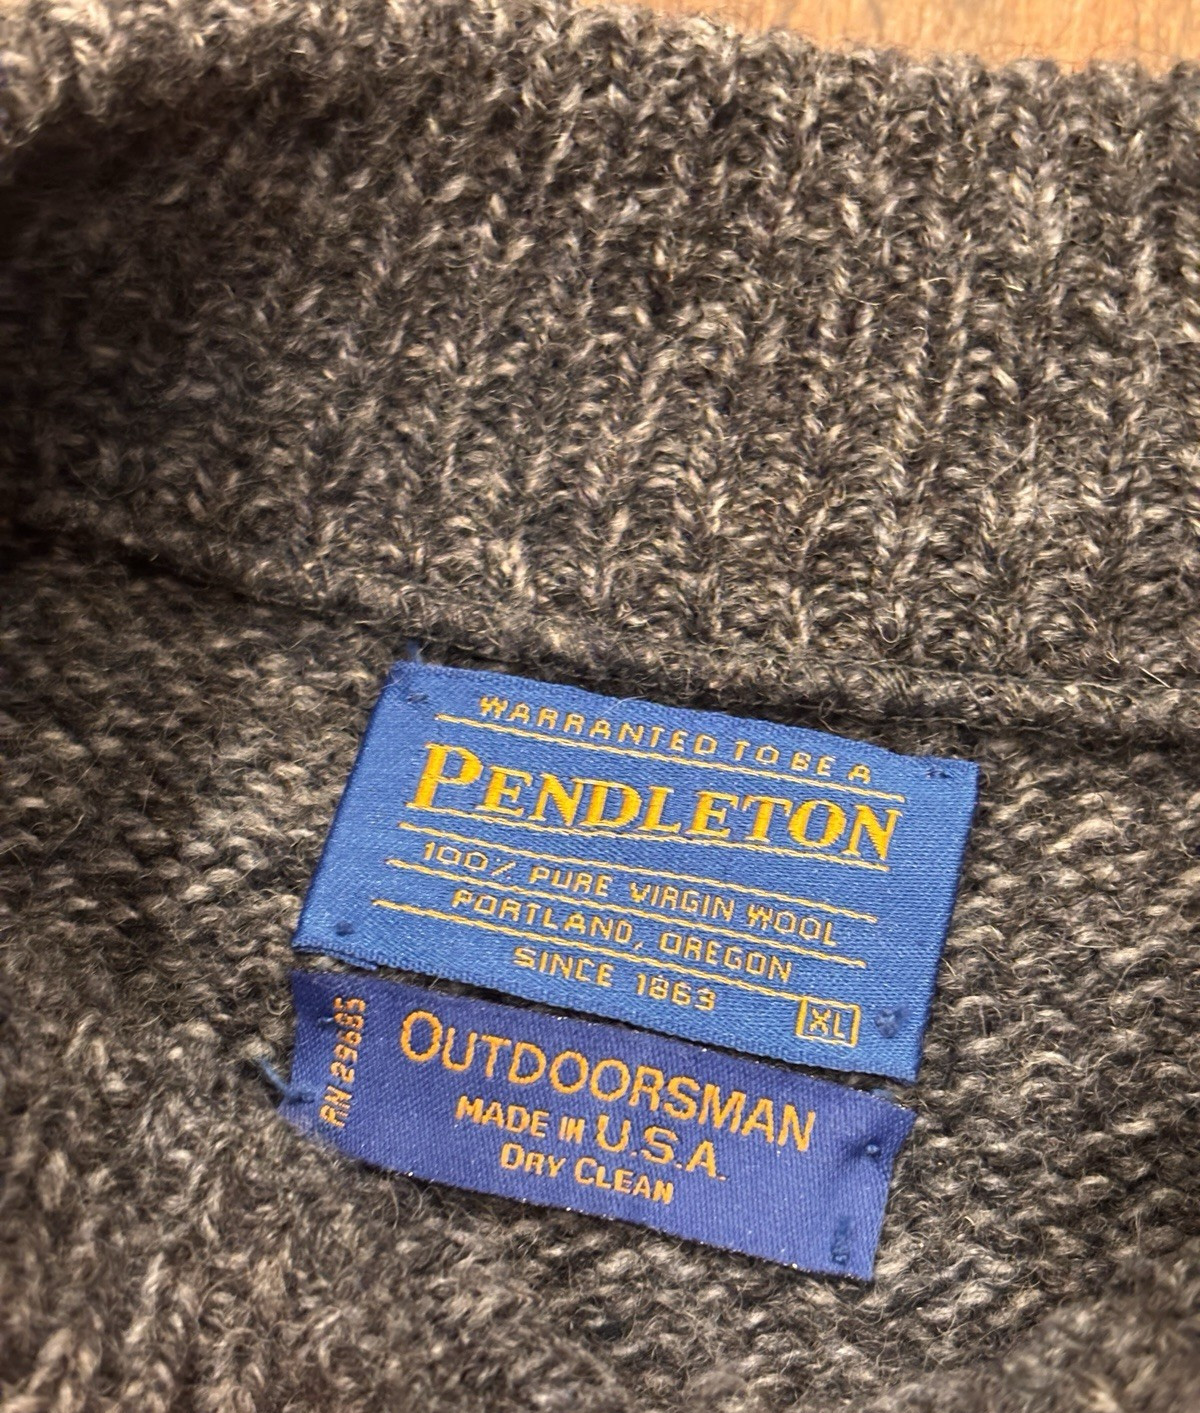 WARRANTED TO BE A
PENDLETON
100% PURE VIRGIN WOOL
PORTLAND, OREGON
SINCE 1863
XL
RN 29685
OUTDOORSMAN
MADE IN U.S.A.
DRY CLEAN